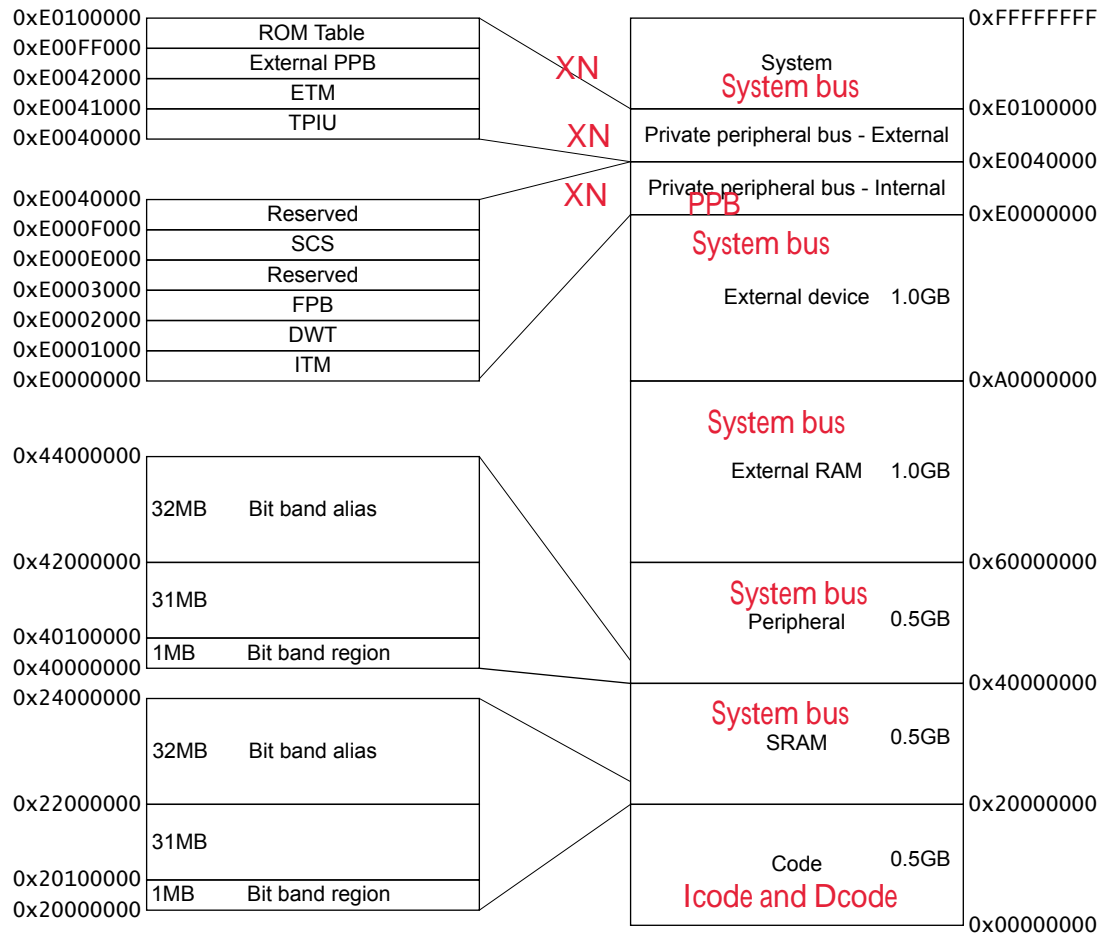 0xE0100000
ROM Table
0xE00FF000
External PPB
0xE0042000
ETM
0xE0041000
TPIU
0xE0040000
0xE0040000
Reserved
0xE000F000
SCS
0xE000E000
Reserved
0xE0003000
FPB
0xE0002000
DWT
0xE0001000
ITM
0xE0000000
0x44000000
32MB Bit band alias
0x42000000
31MB
0x40100000
1MB Bit band region
0x40000000
0x24000000
32MB Bit band alias
0x22000000
31MB
0x20100000
1MB Bit band region
0x20000000
XN
XN
XN
0xFFFFFFFF
System
System bus
0xE0100000
Private peripheral bus - External
0xE0040000
Private peripheral bus - Internal
PPB
0xE0000000
System bus
External device 1.0GB
0xA0000000
System bus
External RAM 1.0GB
0x60000000
System bus
Peripheral 0.5GB
0x40000000
System bus
SRAM 0.5GB
0x20000000
Code 0.5GB
Icode and Dcode
0x00000000